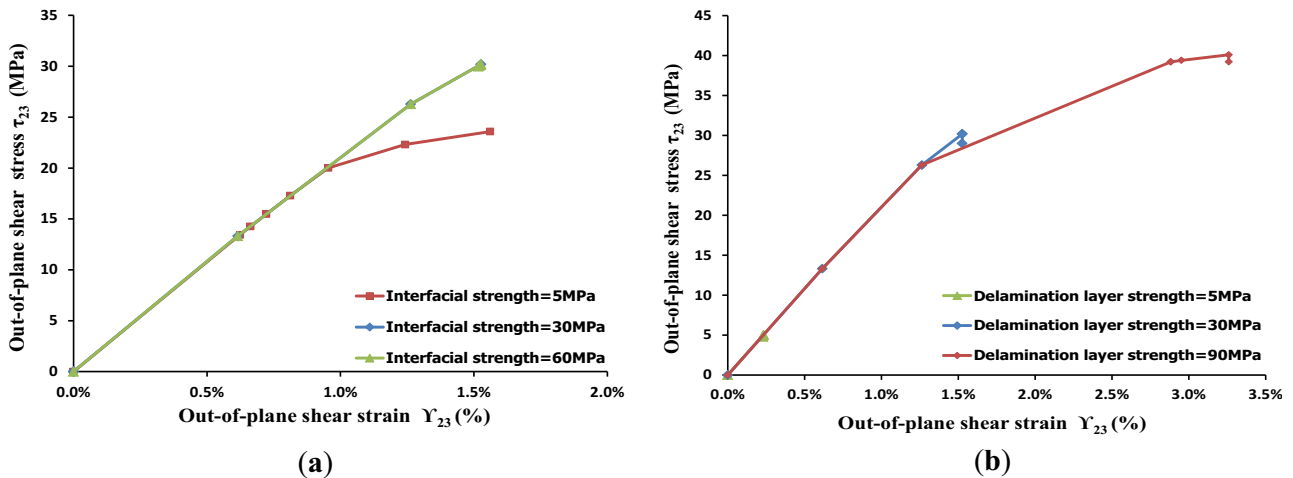 Out-of-plane shear stress τ23 (MPa)
35
30
25
20
15
10
5
0
0.0%
0.5%
1.0%
1.5%
2.0%
Interfacial strength=5MPa
Interfacial strength=30MPa
Interfacial strength=60MPa
Out-of-plane shear strain ϒ23 (%)
(a)
Out-of-plane shear stress τ23 (MPa)
45
40
35
30
25
20
15
10
5
0
0.0%
0.5%
1.0%
1.5%
2.0%
2.5%
3.0%
3.5%
Delamination layer strength=5MPa
Delamination layer strength=30MPa
Delamination layer strength=90MPa
Out-of-plane shear strain ϒ23 (%)
(b)